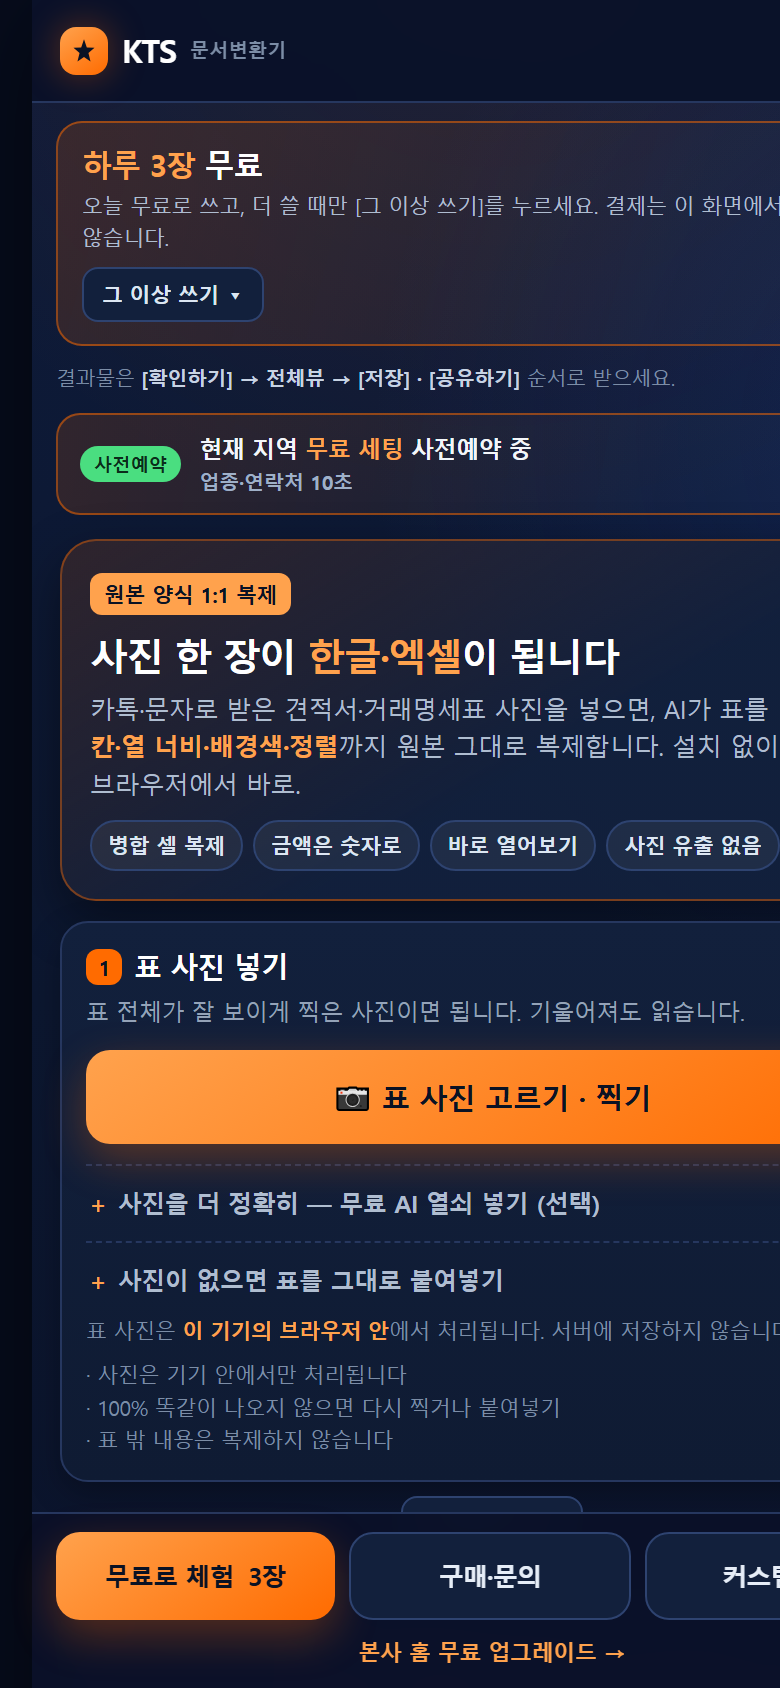 KTS 문서변환기
하루 3장 무료
오늘 무료로 쓰고, 더 쓸 때만 [그 이상 쓰기]를 누르세요. 결제는 이 화면에서
않습니다.
그 이상 쓰기 ▼
결과물은 [확인하기] → 전체뷰 → [저장] · [공유하기] 순서로 받으세요.
사전예약
현재 지역 무료 세팅 사전예약 중
업종·연락처 10초
원본 양식 1:1 복제
사진 한 장이 한글·엑셀이 됩니다
카톡·문자로 받은 견적서·거래명세표 사진을 넣으면, AI가 표를
칸·열 너비·배경색·정렬까지 원본 그대로 복제합니다. 설치 없이
브라우저에서 바로.
병합 셀 복제 금액은 숫자로 바로 열어보기 사진 유출 없음
1 표 사진 넣기
표 전체가 잘 보이게 찍은 사진이면 됩니다. 기울어져도 읽습니다.
📷 표 사진 고르기 · 찍기
+ 사진을 더 정확히 — 무료 AI 열쇠 넣기 (선택)
+ 사진이 없으면 표를 그대로 붙여넣기
표 사진은 이 기기의 브라우저 안에서 처리됩니다. 서버에 저장하지 않습니다
· 사진은 기기 안에서만 처리됩니다
· 100% 똑같이 나오지 않으면 다시 찍거나 붙여넣기
· 표 밖 내용은 복제하지 않습니다
무료로 체험 3장 구매·문의
본사 홈 무료 업그레이드 →